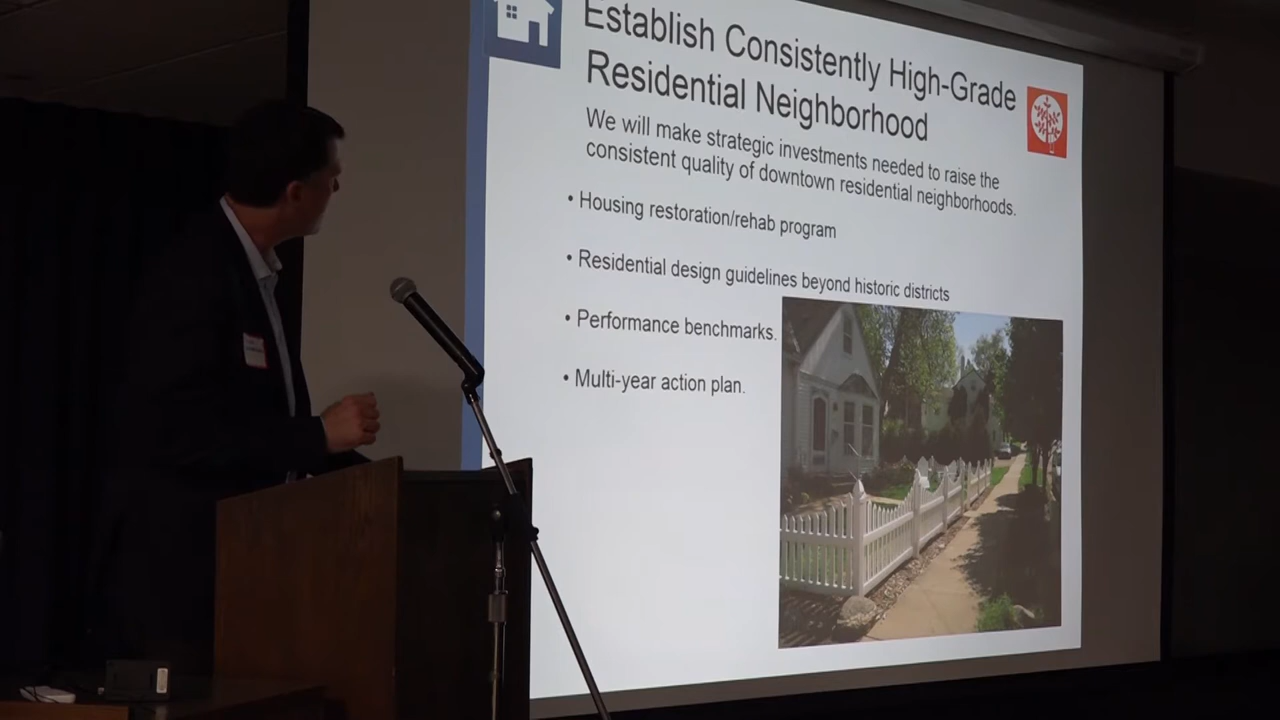 Establish Consistently High-Grade
Residential Neighborhood
We will make strategic investments needed to raise the
consistent quality of downtown residential neighborhoods.
• Housing restoration/rehab program
• Residential design guidelines beyond historic districts
• Performance benchmarks.
• Multi-year action plan.